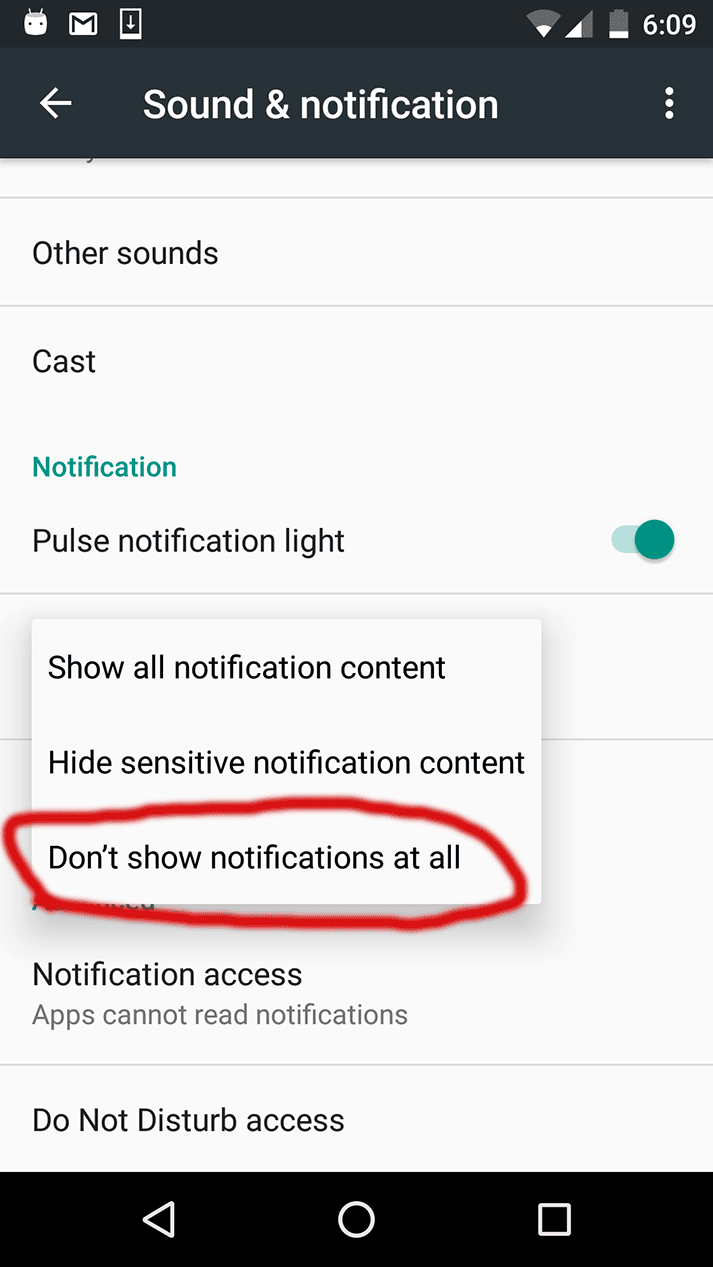 6:09
Sound & notification
Other sounds
Cast
Notification
Pulse notification light
Show all notification content
Hide sensitive notification content
Don’t show notifications at all
Notification access
Apps cannot read notifications
Do Not Disturb access